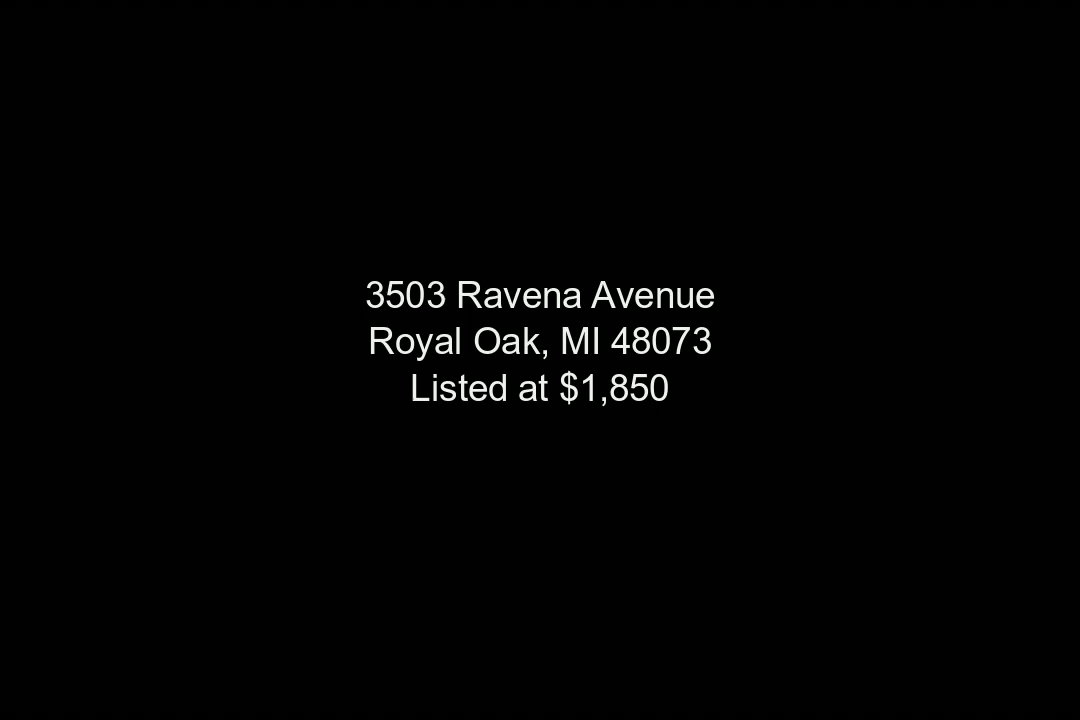 3503 Ravena Avenue
Royal Oak, MI 48073
Listed at $1,850